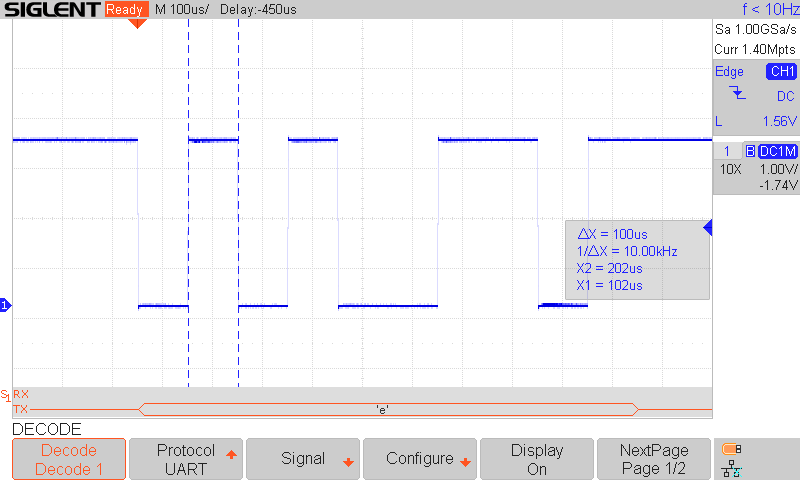 SIGLENT Ready M 100us/ Delay:-450us f < 10Hz
Sa 1.00GSa/s
Curr 1.40Mpts
Edge CH1
DC
L 1.56V
1 B DC1M
10X 1.00V/
-1.74V
ΔX = 100us
1/ΔX = 10.00kHz
X2 = 202us
X1 = 102us
1
S1 RX
TX 'e'
DECODE
Decode
Decode 1
Protocol
UART
Signal
Configure
Display
On
NextPage
Page 1/2